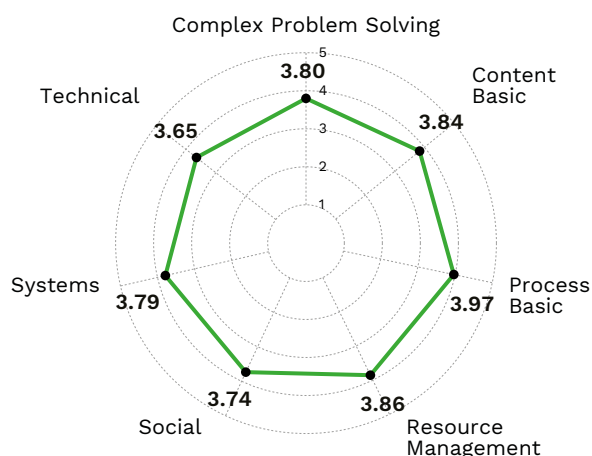 Complex Problem Solving
5
3.80
4
3
2
1
Content
Basic
3.84
Technical
3.65
Systems
3.79
Process
Basic
3.97
Social
3.74
3.86
Resource
Management